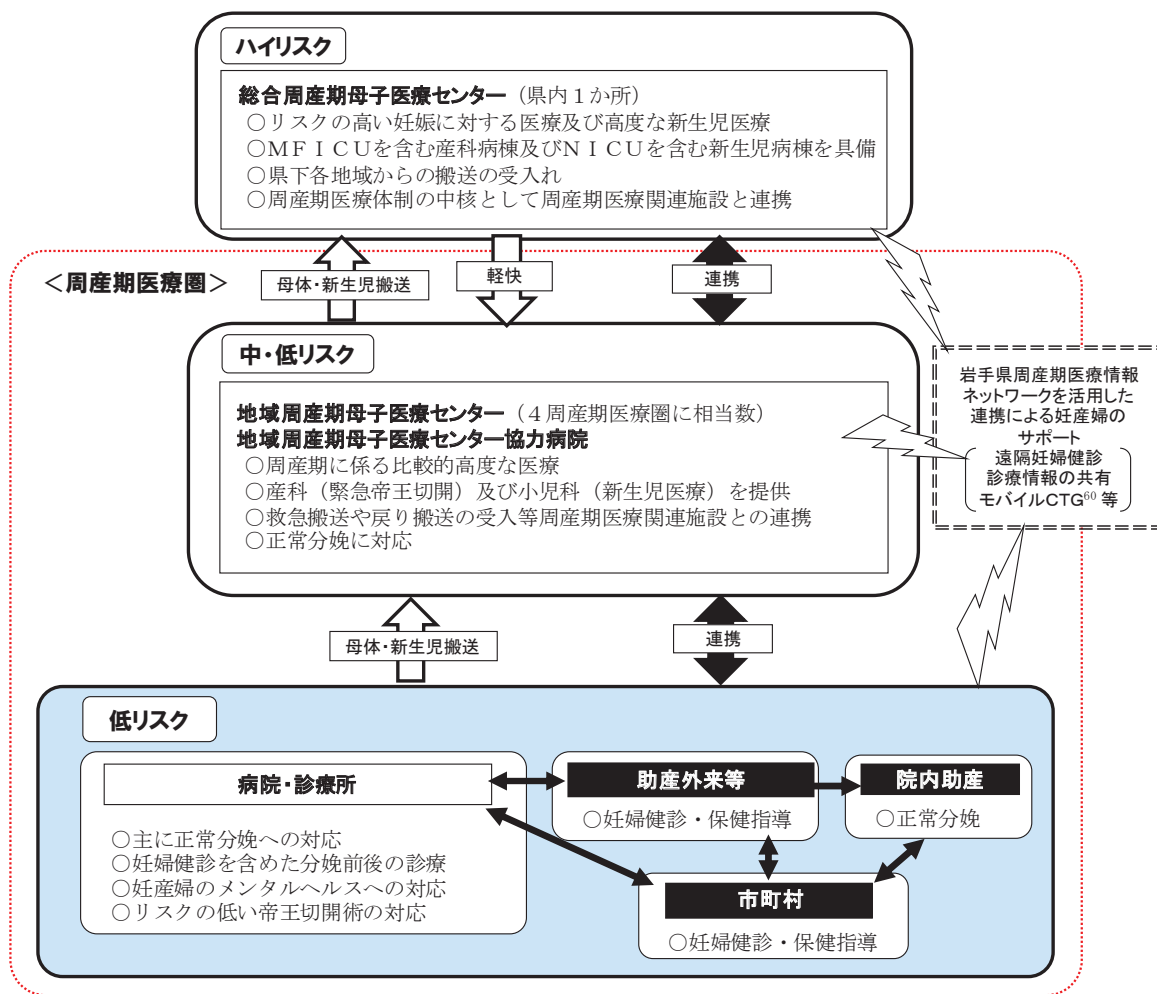 ハイリスク
総合周産期母子医療センター（県内１か所）
○リスクの高い妊娠に対する医療及び高度な新生児医療
○ＭＦＩＣＵを含む産科病棟及びＮＩＣＵを含む新生児病棟を具備
○県下各地域からの搬送の受入れ
○周産期医療体制の中核として周産期医療関連施設と連携
＜周産期医療圏＞
母体・新生児搬送
軽快
連携
中・低リスク
地域周産期母子医療センター（４周産期医療圏に相当数）
地域周産期母子医療センター協力病院
○周産期に係る比較的高度な医療
○産科（緊急帝王切開）及び小児科（新生児医療）を提供
○救急搬送や戻り搬送の受入等周産期医療関連施設との連携
○正常分娩に対応
岩手県周産期医療情報
ネットワークを活用した
連携による妊産婦の
サポート
遠隔妊婦健診
診療情報の共有
モバイルCTG60 等
母体・新生児搬送
連携
低リスク
病院・診療所
○主に正常分娩への対応
○妊婦健診を含めた分娩前後の診療
○妊産婦のメンタルヘルスへの対応
○リスクの低い帝王切開術の対応
助産外来等
○妊婦健診・保健指導
院内助産
○正常分娩
市町村
○妊婦健診・保健指導